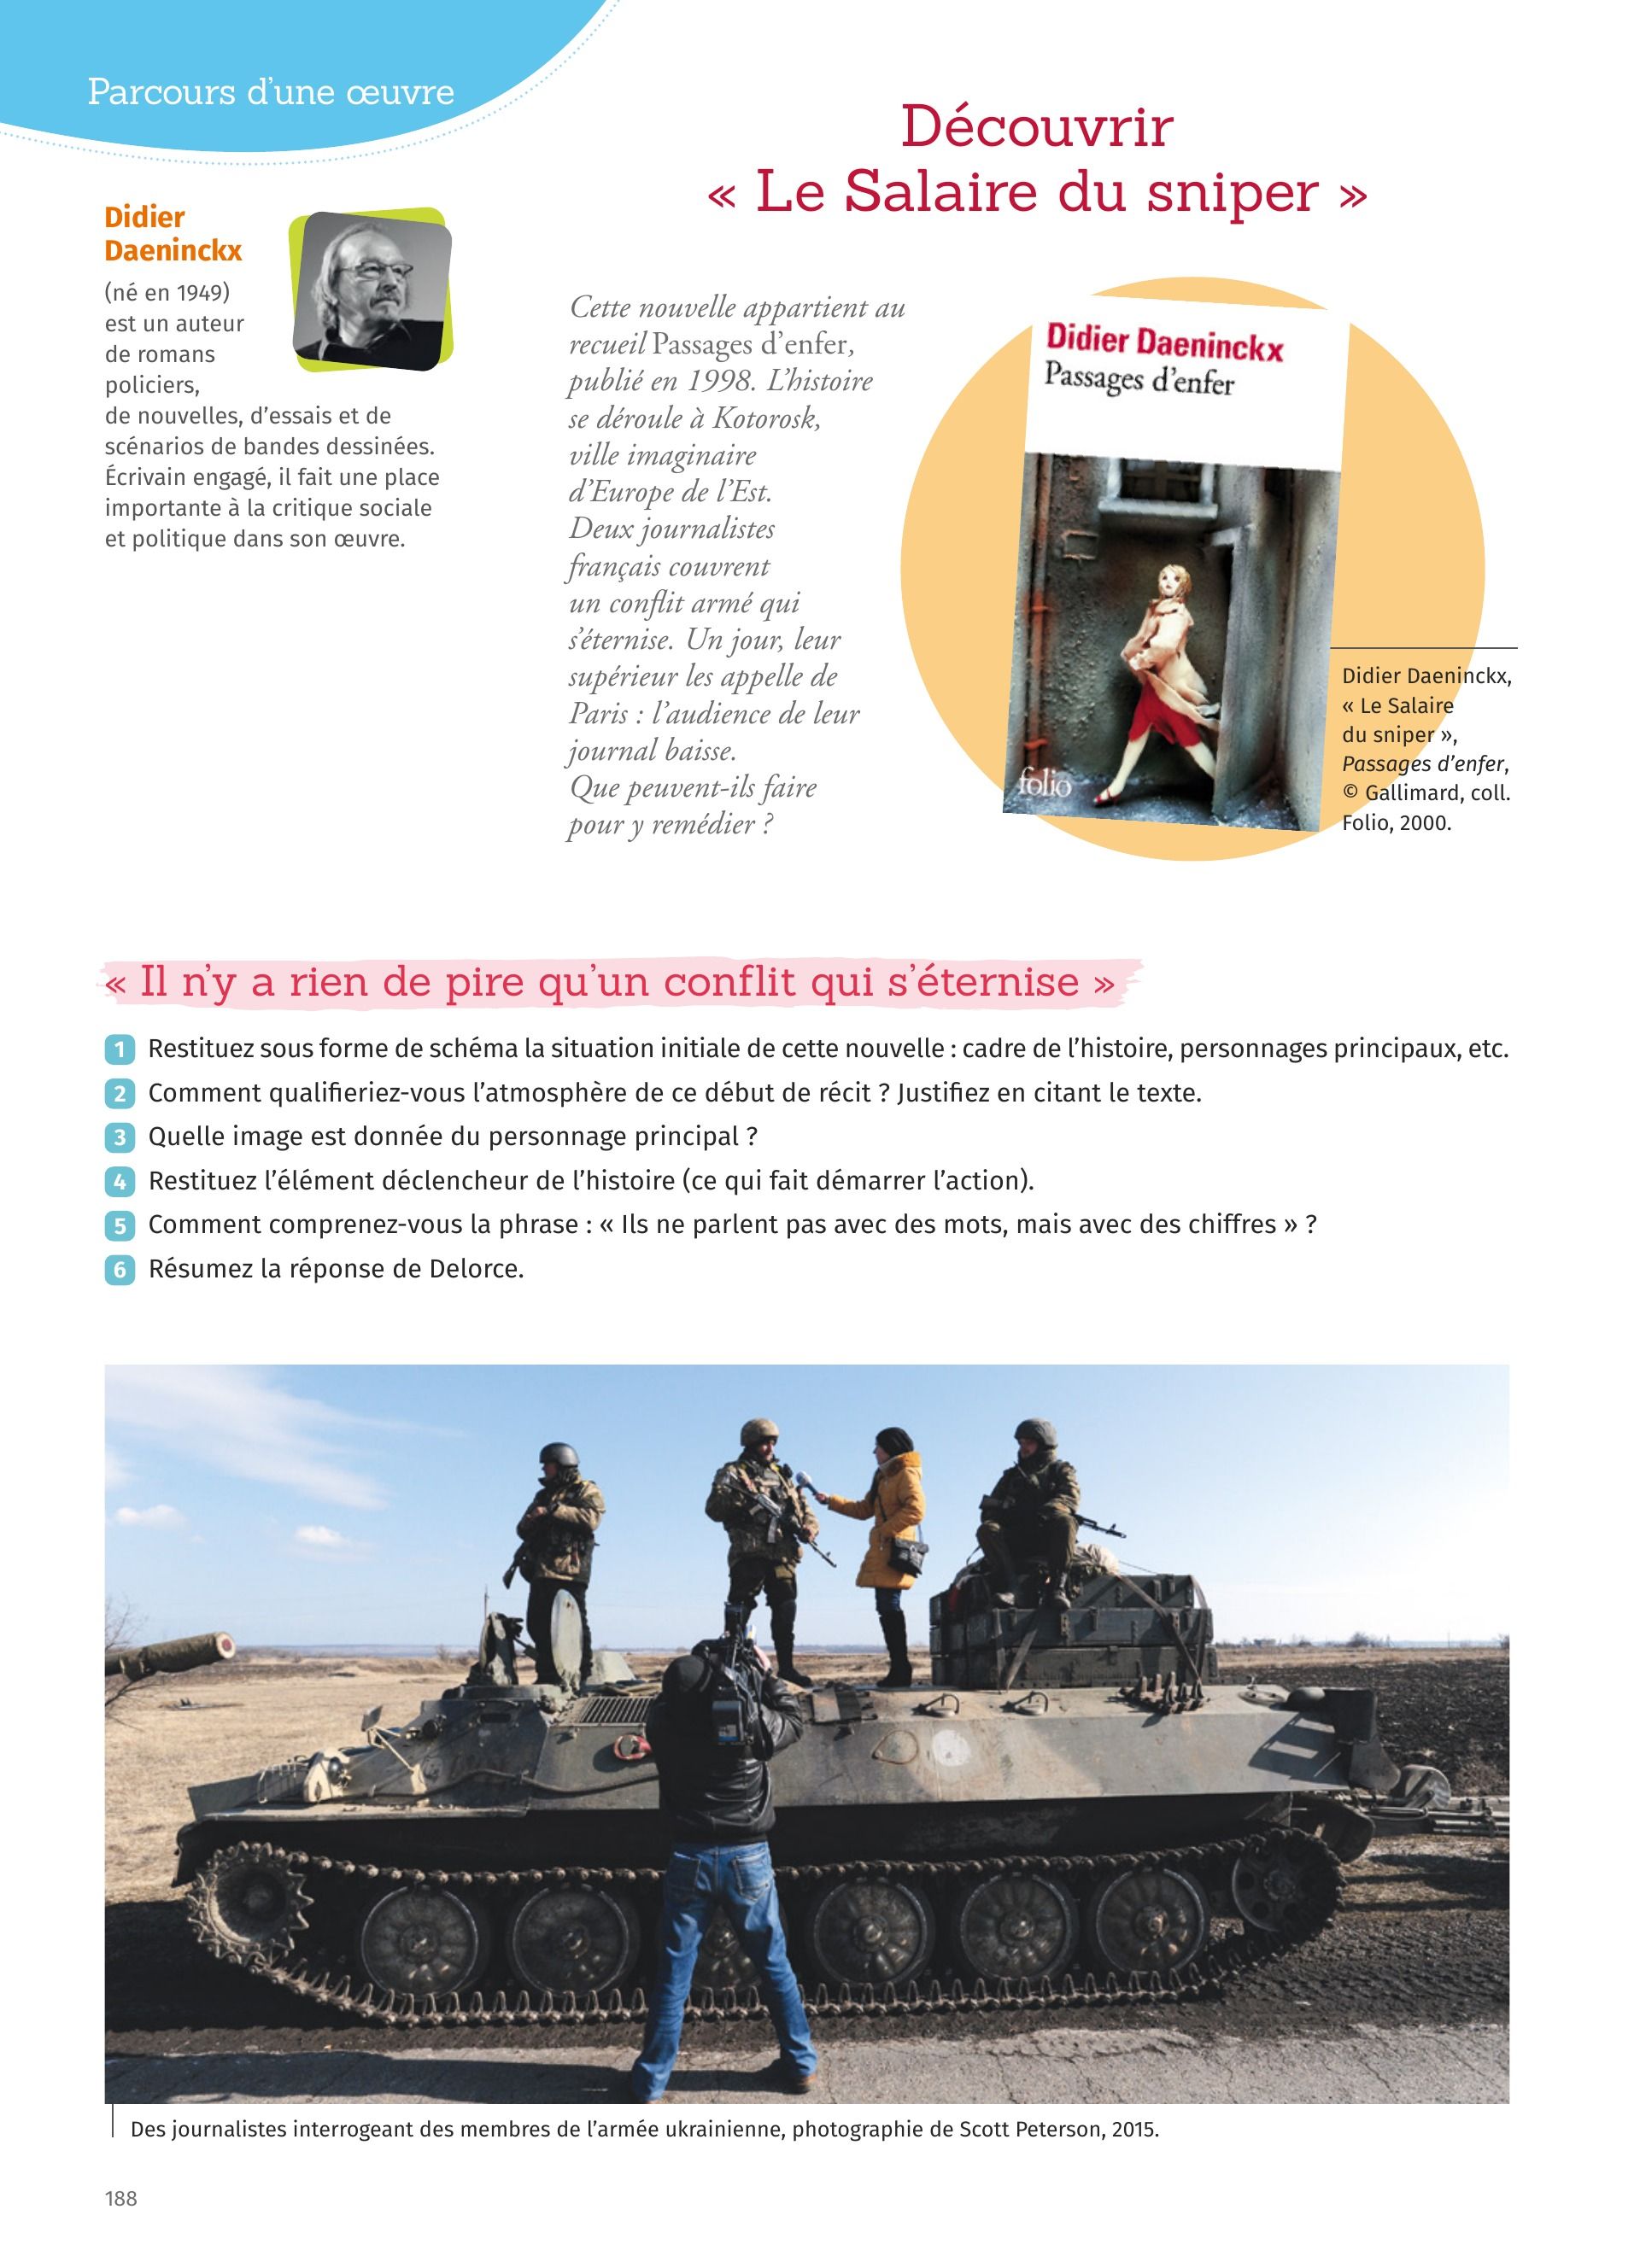 Parcours d'une œuvre
Découvrir
« Le Salaire du sniper »
Didier
Daeninckx
(né en 1949)
est un auteur
de romans
policiers,
de nouvelles, d'essais et de
scénarios de bandes dessinées.
Écrivain engagé, il fait une place
importante à la critique sociale
et politique dans son œuvre.
Cette nouvelle appartient au
recueil Passages d'enfer,
publié en 1998. L'histoire
se déroule à Kotorosk,
ville imaginaire
d'Europe de l'Est.
Deux journalistes
français couvrent
un conflit armé qui
s'éternise. Un jour, leur
supérieur les appelle de
Paris : l'audience de leur
journal baisse.
Que peuvent-ils faire
pour y remédier ?
Didier Daeninckx
Passages d'enfer
folio
Didier Daeninckx,
« Le Salaire
du sniper »,
Passages d'enfer,
© Gallimard, coll.
Folio, 2000.
« Il n'y a rien de pire qu'un conflit qui s'éternise »
1 Restituez sous forme de schéma la situation initiale de cette nouvelle : cadre de l'histoire, personnages principaux, etc.
2 Comment qualifieriez-vous l'atmosphère de ce début de récit ? Justifiez en citant le texte.
3 Quelle image est donnée du personnage principal ?
4 Restituez l'élément déclencheur de l'histoire (ce qui fait démarrer l'action).
5 Comment comprenez-vous la phrase : « Ils ne parlent pas avec des mots, mais avec des chiffres » ?
6 Résumez la réponse de Delorce.
Des journalistes interrogeant des membres de l'armée ukrainienne, photographie de Scott Peterson, 2015.
188